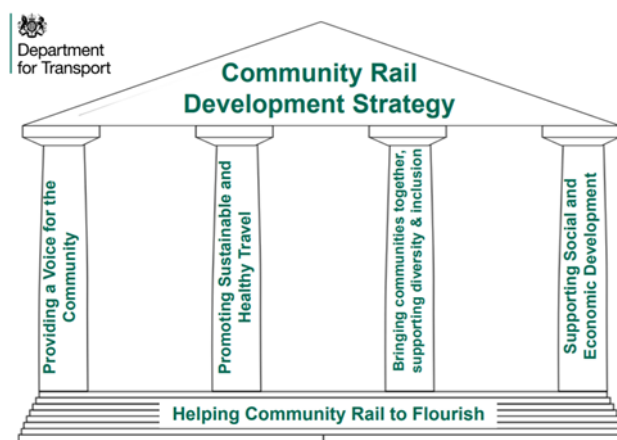 Department
for Transport
Community Rail
Development Strategy
Providing a Voice for the
Community
Promoting Sustainable and
Healthy Travel
Bringing communities together,
supporting diversity & inclusion
Supporting Social and
Economic Development
Helping Community Rail to Flourish